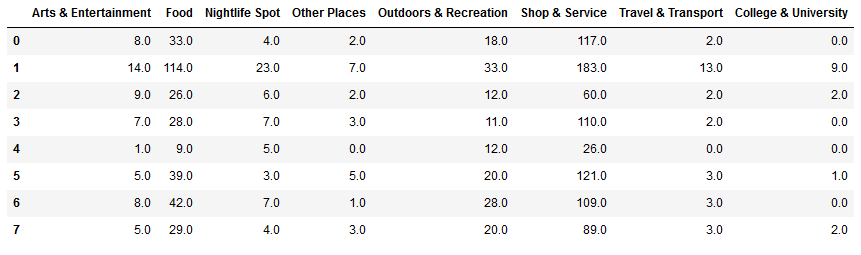 Arts & Entertainment Food Nightlife Spot Other Places Outdoors & Recreation Shop & Service Travel & Transport College & University
0 8.0 33.0 4.0 2.0 18.0 117.0 2.0 0.0
1 14.0 114.0 23.0 7.0 33.0 183.0 13.0 9.0
2 9.0 26.0 6.0 2.0 12.0 60.0 2.0 2.0
3 7.0 28.0 7.0 3.0 11.0 110.0 2.0 0.0
4 1.0 9.0 5.0 0.0 12.0 26.0 0.0 0.0
5 5.0 39.0 3.0 5.0 20.0 121.0 3.0 1.0
6 8.0 42.0 7.0 1.0 28.0 109.0 3.0 0.0
7 5.0 29.0 4.0 3.0 20.0 89.0 3.0 2.0